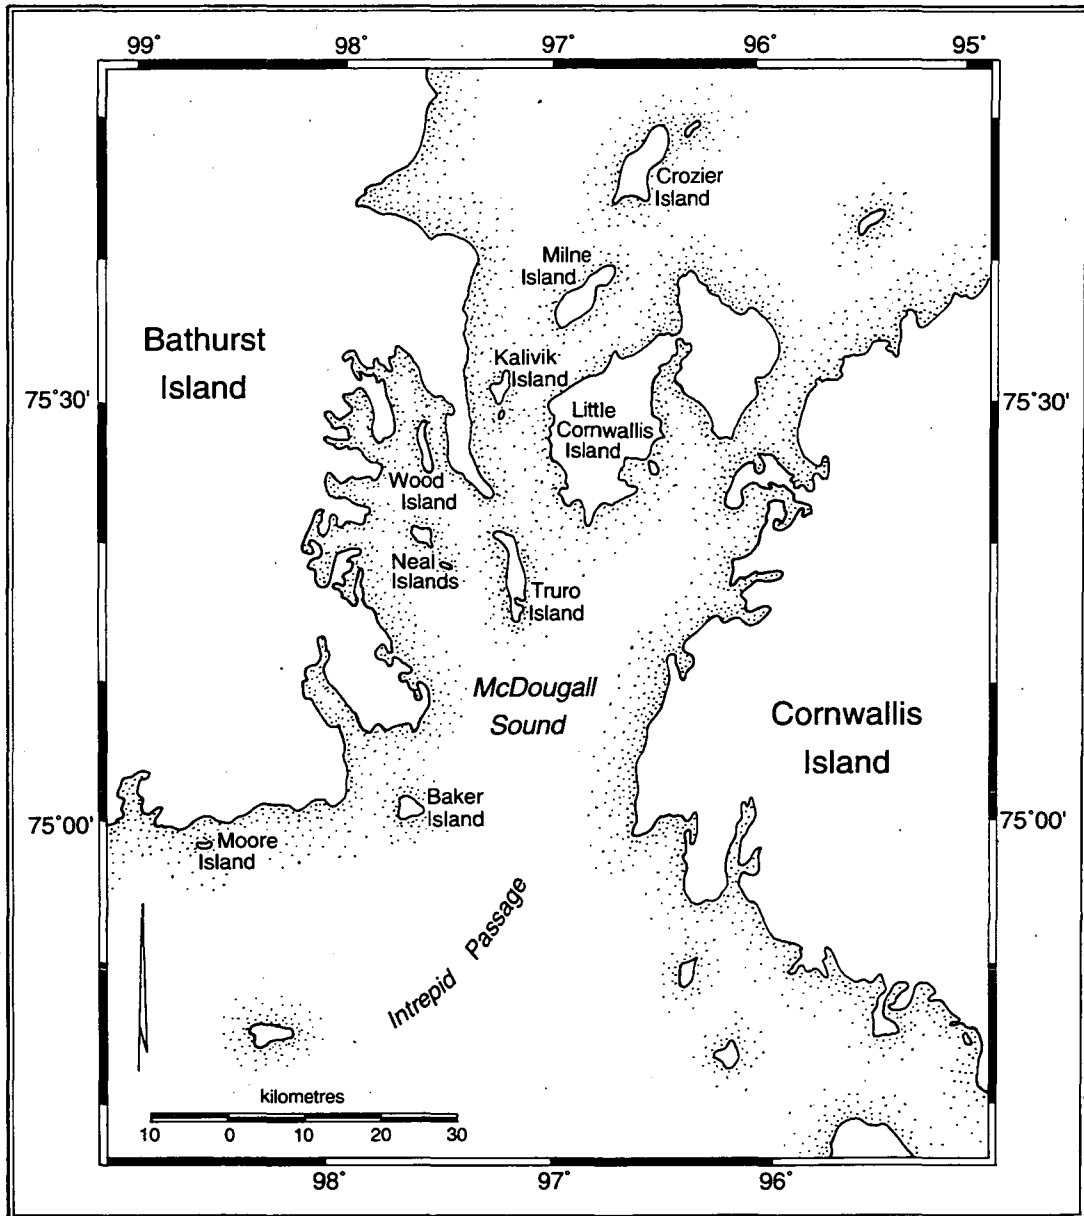 99°
98°
97°
96°
95°
Crozier
Island
Milne
Island
Bathurst
Island
Kalivik
Island
75°30'
75°30'
Little
Cornwallis
Island
Wood
Island
Neal
Islands
Truro
Island
McDougall
Sound
Cornwallis
Island
Baker
Island
75°00'
75°00'
Moore
Island
Intrepid Passage
kilometres
10 0 10 20 30
98°
97°
96°